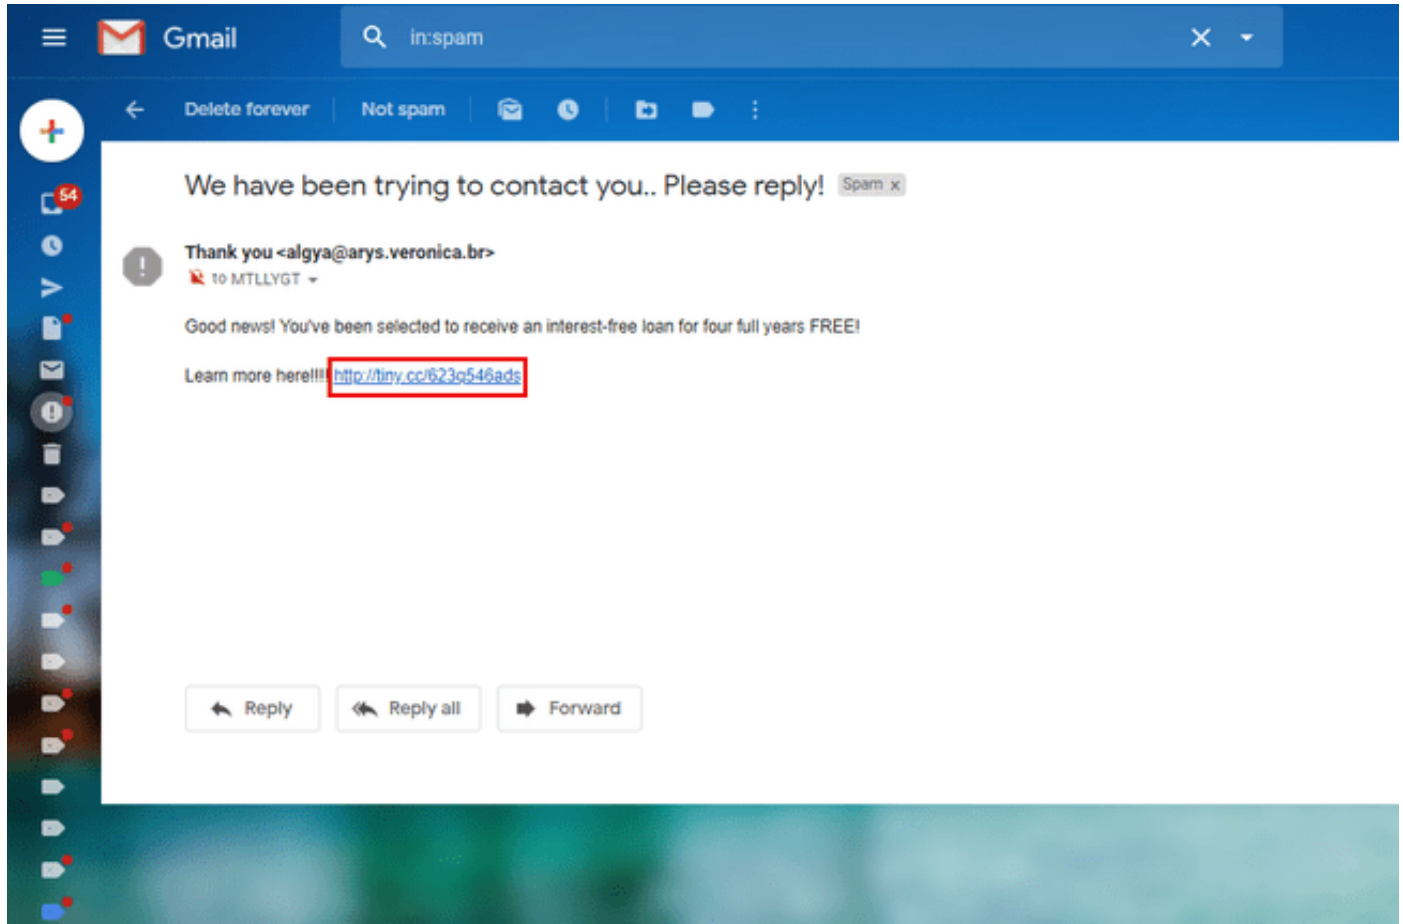 Gmail
in:spam
Delete forever
Not spam
54
We have been trying to contact you.. Please reply!
Spam x
Thank you <algya@arys.veronica.br>
to MTLLYGT
Good news! You've been selected to receive an interest-free loan for four full years FREE!
Learn more here!!!! http://tiny.cc/623q546ads
Reply
Reply all
Forward